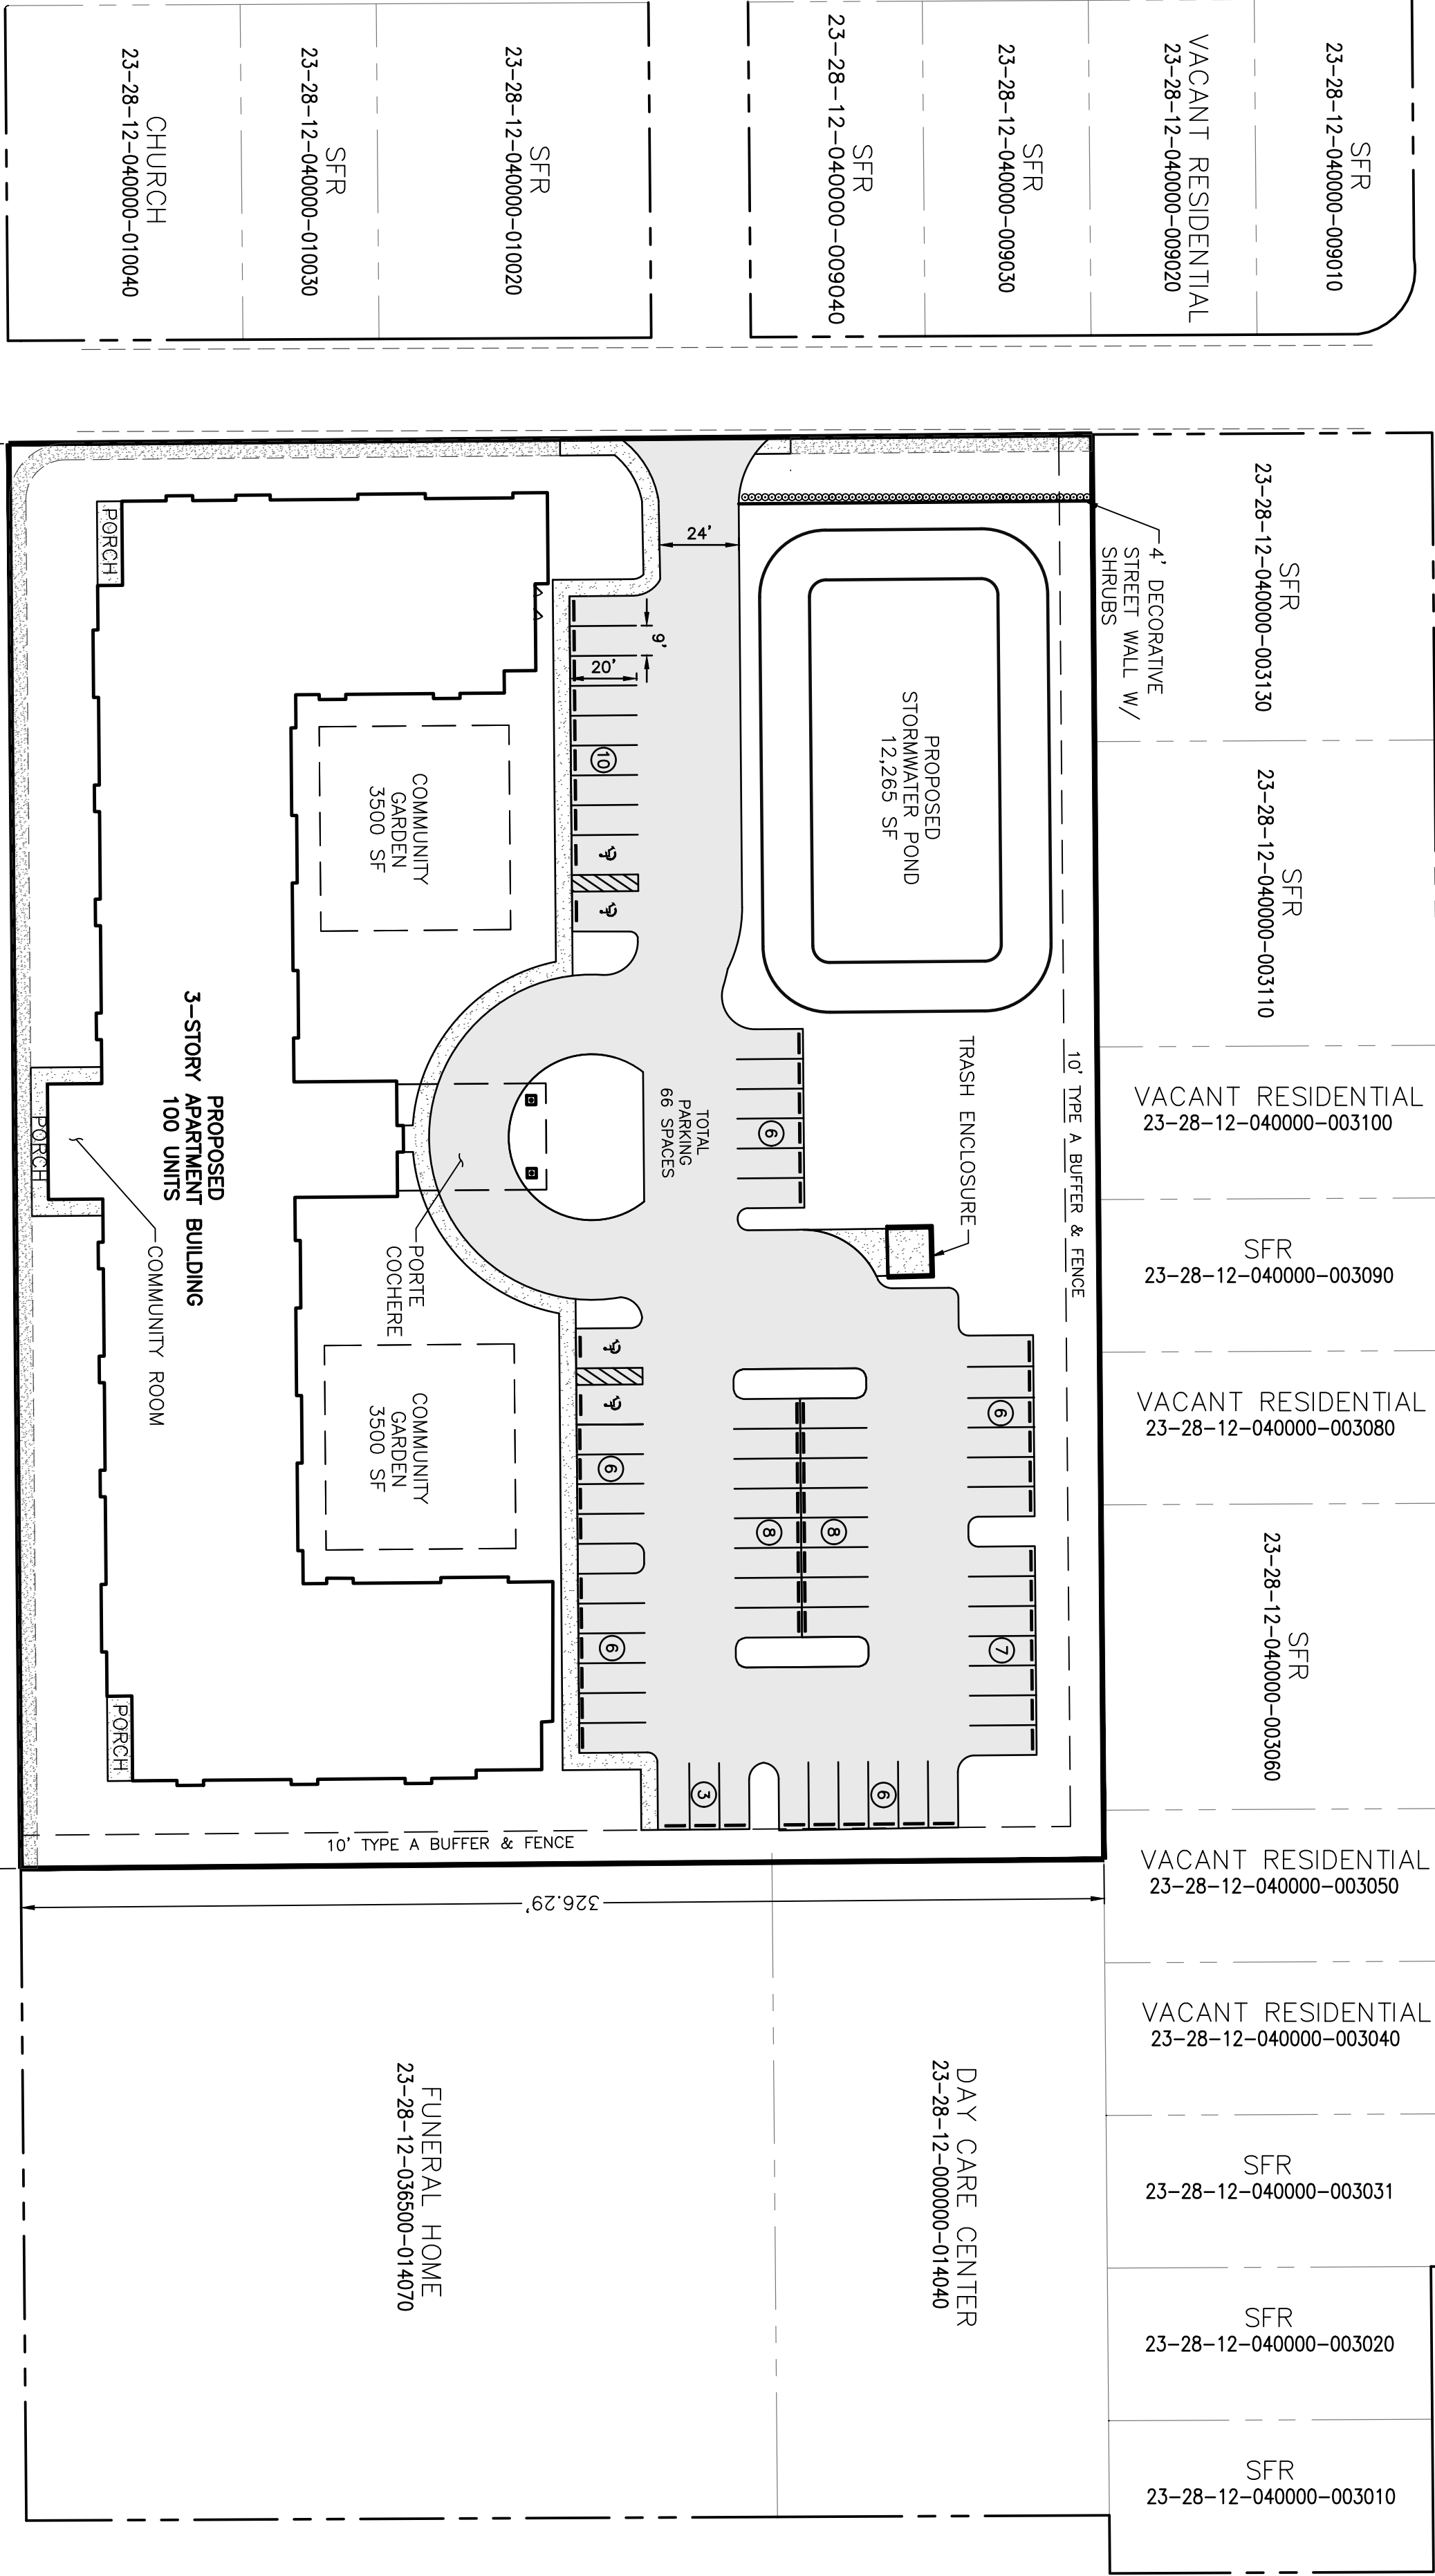 SFR
23-28-12-040000-009010
VACANT RESIDENTIAL
23-28-12-040000-009020
SFR
23-28-12-040000-009030
SFR
23-28-12-040000-009040
SFR
23-28-12-040000-010020
SFR
23-28-12-040000-010030
CHURCH
23-28-12-040000-010040
SFR
23-28-12-040000-003130
SFR
23-28-12-040000-003110
VACANT RESIDENTIAL
23-28-12-040000-003100
SFR
23-28-12-040000-003090
VACANT RESIDENTIAL
23-28-12-040000-003080
SFR
23-28-12-040000-003060
VACANT RESIDENTIAL
23-28-12-040000-003050
VACANT RESIDENTIAL
23-28-12-040000-003040
SFR
23-28-12-040000-003031
SFR
23-28-12-040000-003020
SFR
23-28-12-040000-003010
4' DECORATIVE
STREET WALL W/
SHRUBS
10' TYPE A BUFFER & FENCE
PROPOSED
STORMWATER POND
12,265 SF
TRASH ENCLOSURE
24'
9'
20'
10
6
TOTAL
PARKING
66 SPACES
6
7
8
8
6
6
3
6
COMMUNITY
GARDEN
3500 SF
PORTE
COCHERE
COMMUNITY
GARDEN
3500 SF
PROPOSED
3-STORY APARTMENT BUILDING
100 UNITS
COMMUNITY ROOM
PORCH
PORCH
PORCH
10' TYPE A BUFFER & FENCE
326.29'
DAY CARE CENTER
23-28-12-000000-014040
FUNERAL HOME
23-28-12-036500-014070